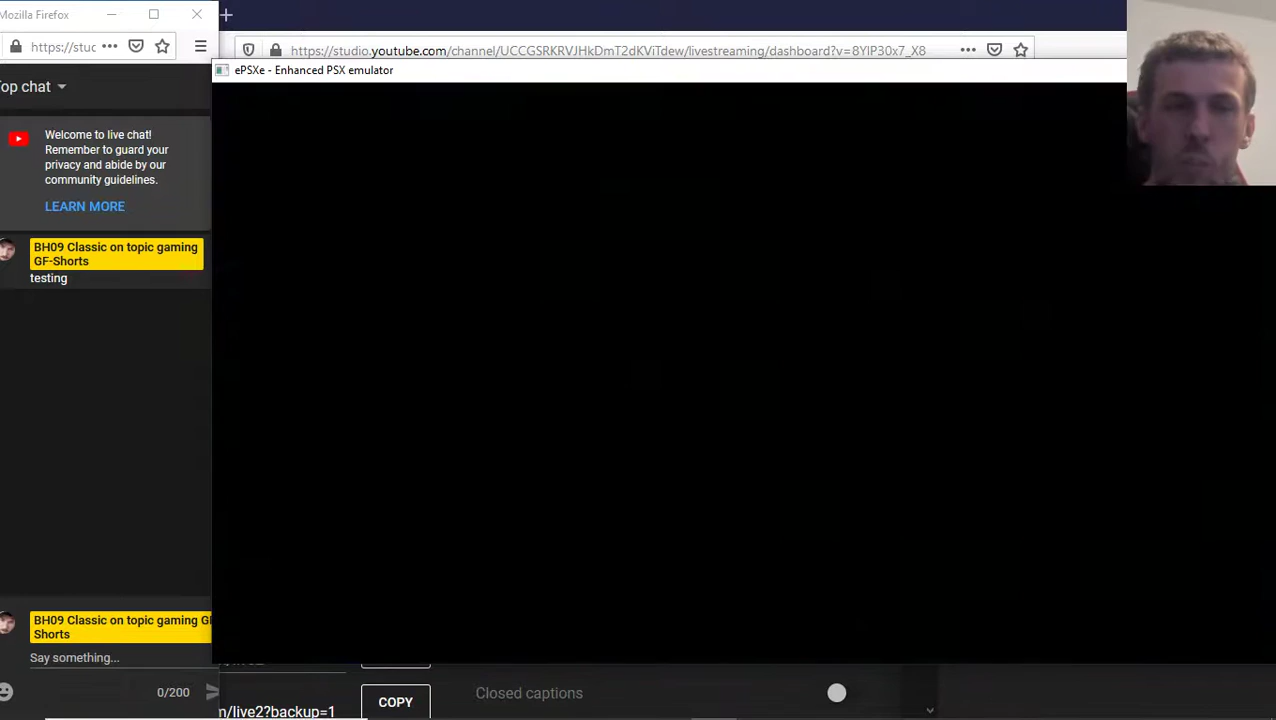 Mozilla Firefox
https://stuc
https://studio.youtube.com/channel/UCCGSRKRVJHkDmT2dKViTdew/livestreaming/dashboard?v=8YlP30x7_X8
op chat
ePSXe - Enhanced PSX emulator
Welcome to live chat!
Remember to guard your
privacy and abide by our
community guidelines.
LEARN MORE
BH09 Classic on topic gaming
GF-Shorts
testing
BH09 Classic on topic gaming G
Shorts
Say something...
0/200
COPY
Closed captions
n/live2?backup=1